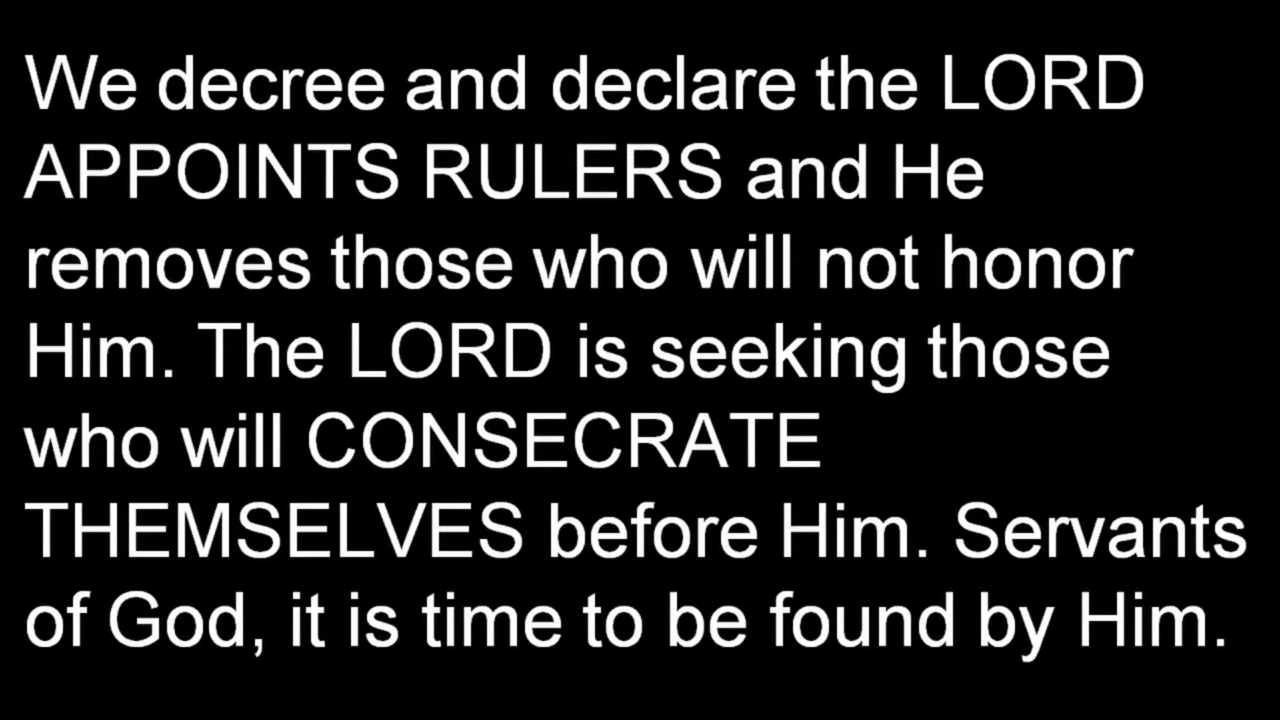 We decree and declare the LORD
APPOINTS RULERS and He
removes those who will not honor
Him. The LORD is seeking those
who will CONSECRATE
THEMSELVES before Him. Servants
of God, it is time to be found by Him.